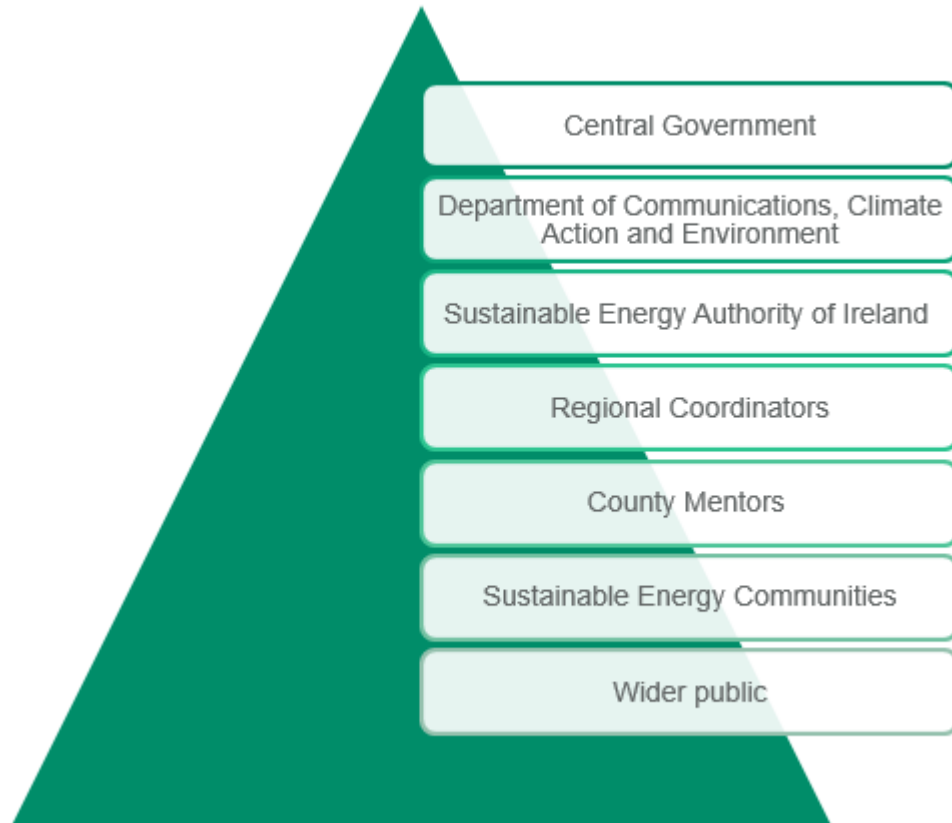 Central Government
Department of Communications, Climate
Action and Environment
Sustainable Energy Authority of Ireland
Regional Coordinators
County Mentors
Sustainable Energy Communities
Wider public